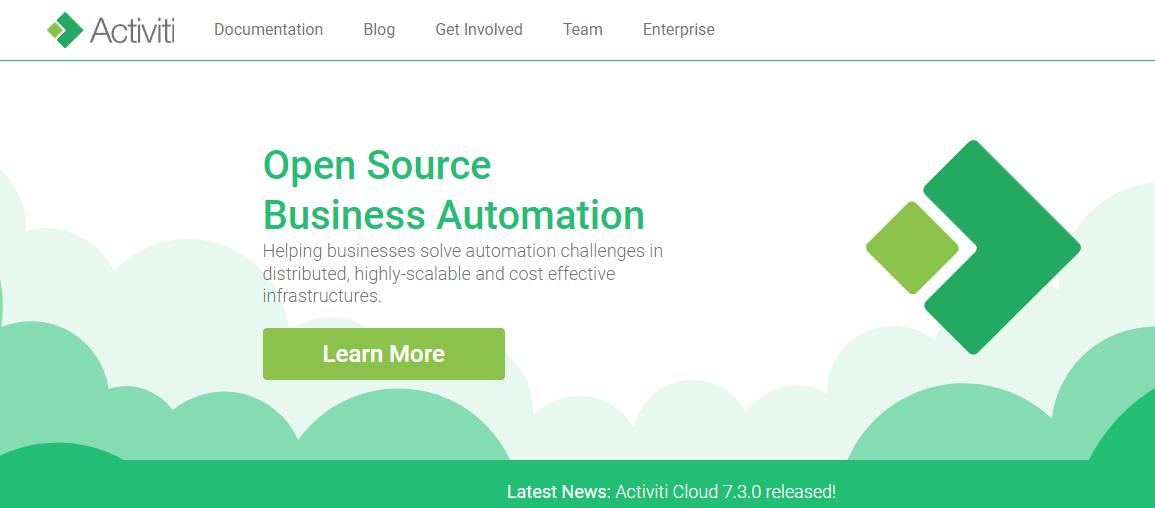 Activiti Documentation Blog Get Involved Team Enterprise
Open Source
Business Automation
Helping businesses solve automation challenges in
distributed, highly-scalable and cost effective
infrastructures.
Learn More
Latest News: Activiti Cloud 7.3.0 released!